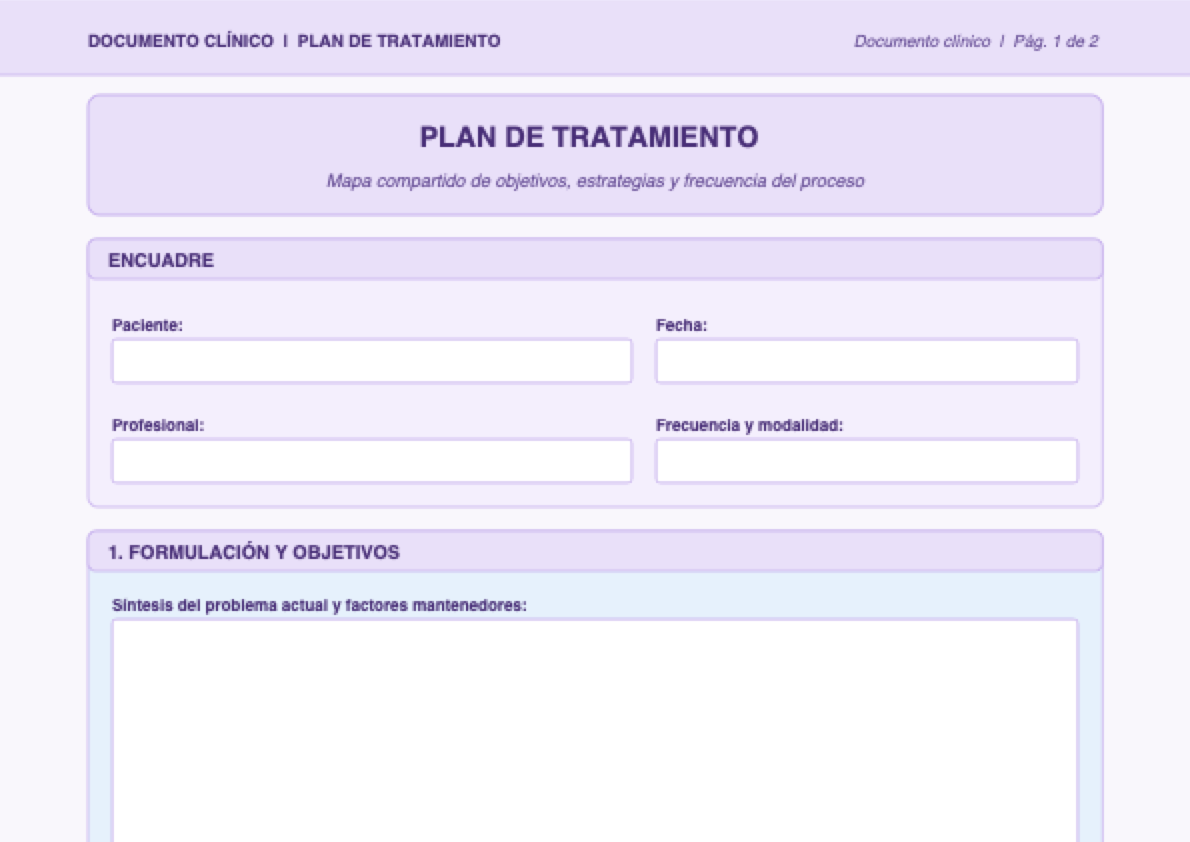 DOCUMENTO CLÍNICO | PLAN DE TRATAMIENTO
Documento clínico | Pág. 1 de 2
PLAN DE TRATAMIENTO
Mapa compartido de objetivos, estrategias y frecuencia del proceso
ENCUADRE
Paciente:
Fecha:
Profesional:
Frecuencia y modalidad:
1. FORMULACIÓN Y OBJETIVOS
Síntesis del problema actual y factores mantenedores: